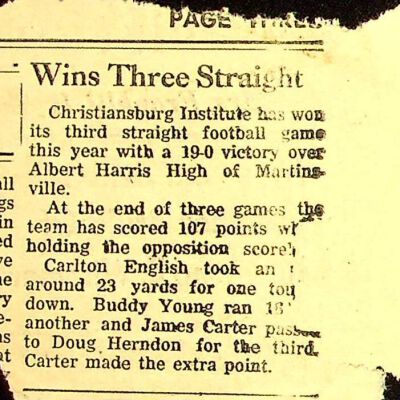 PAGE THREE
Wins Three Straight
Christiansburg Institute has won
its third straight football game
this year with a 19-0 victory over
Albert Harris High of Martins-
ville.
At the end of three games the
team has scored 107 points
holding the opposition
Carlton English took an
around 23 yards for one
down. Buddy Young ran
another and James Carter
to Doug Herndon for the third.
Carter made the extra point.